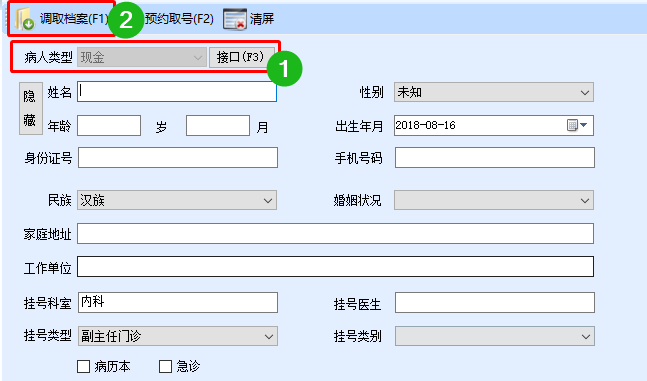 调取档案(F1) 2 预约取号(F2) 清屏
病人类型 现金 接口(F3) 1
隐藏
姓名 性别 未知
年龄 岁 月 出生年月 2018-08-16
身份证号 手机号码
民族 汉族 婚姻状况
家庭地址
工作单位
挂号科室 内科 挂号医生
挂号类型 副主任门诊 挂号类别
病历本 急诊